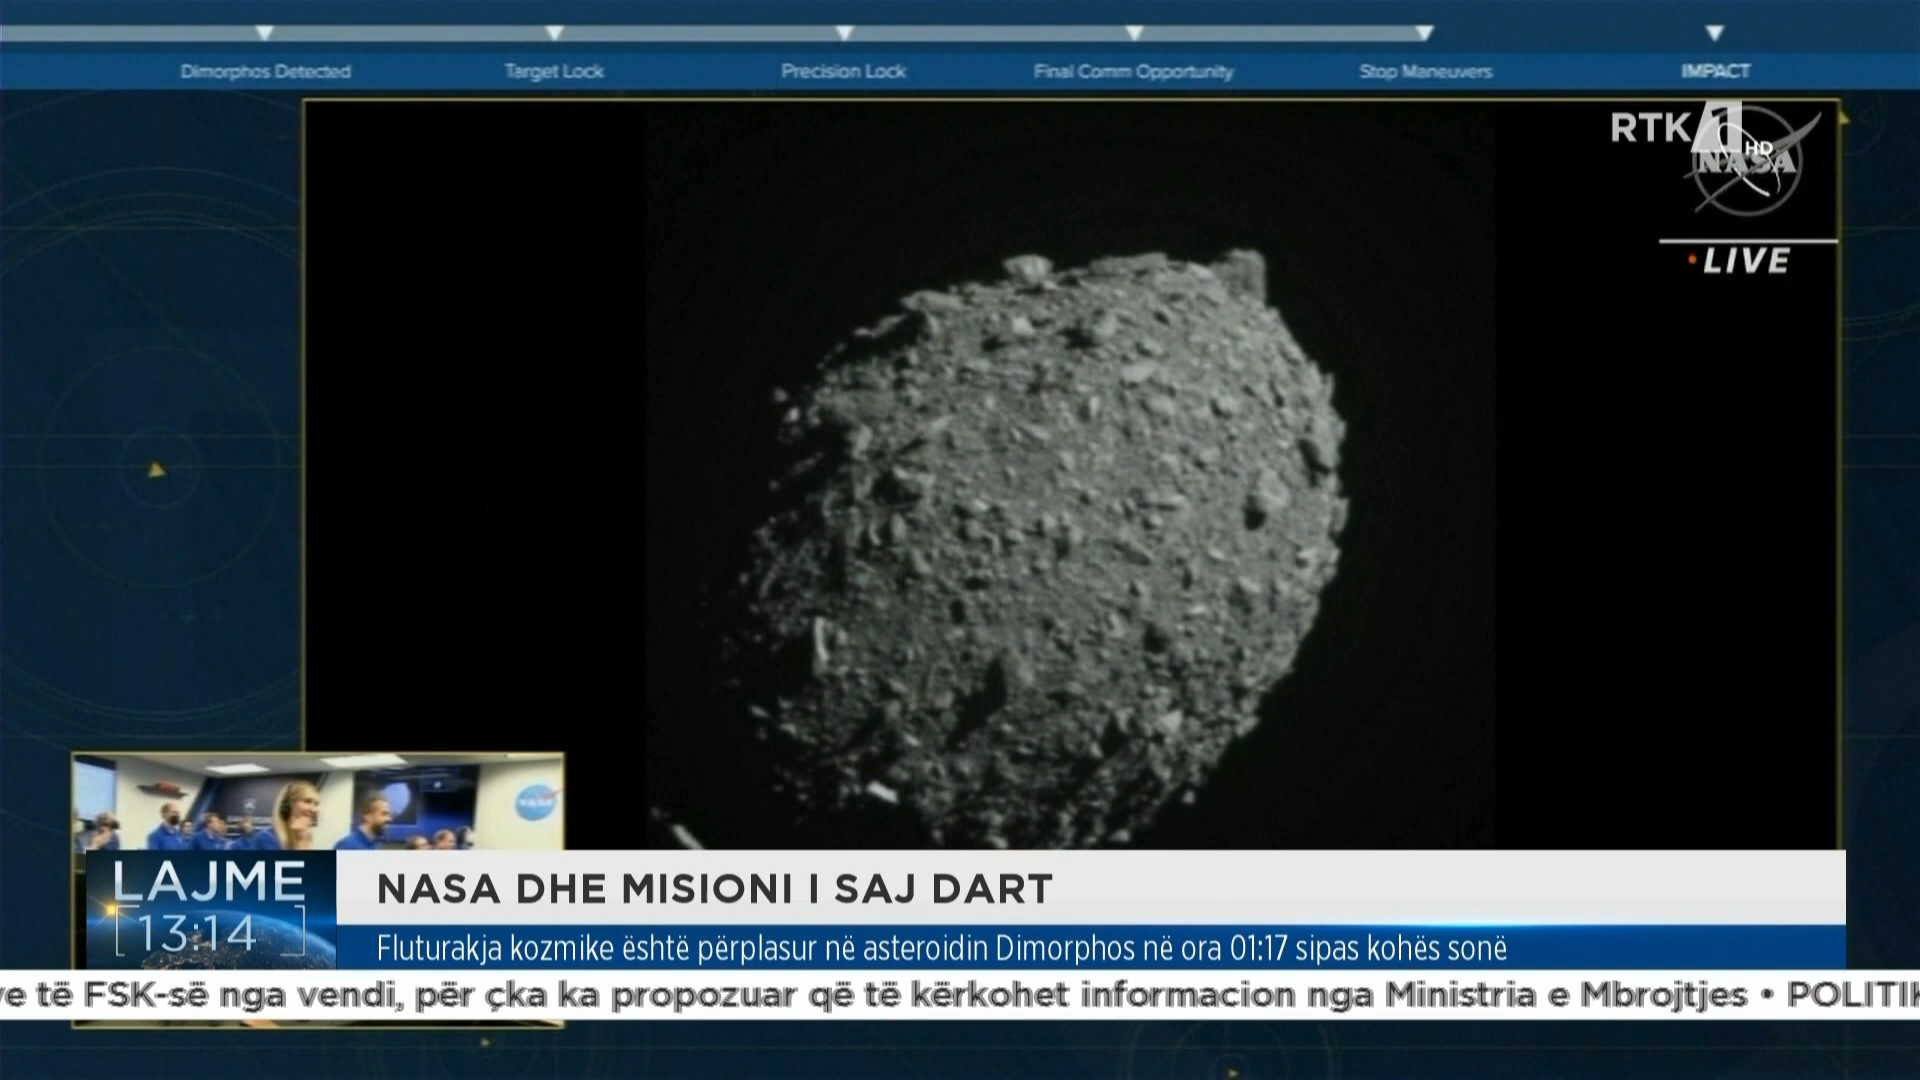 Dimorphos Detected
Target Lock
Precision Lock
Final Comm Opportunity
Stop Maneuvers
IMPACT
RTK 1 HD
NASA
LIVE
NASA
LAJME
13:14
NASA DHE MISIONI I SAJ DART
Fluturakja kozmike është përplasur në asteroidin Dimorphos në ora 01:17 sipas kohës sonë
të FSK-së nga vendi, për çka ka propozuar që të kërkohet informacion nga Ministria e Mbrojtjes •